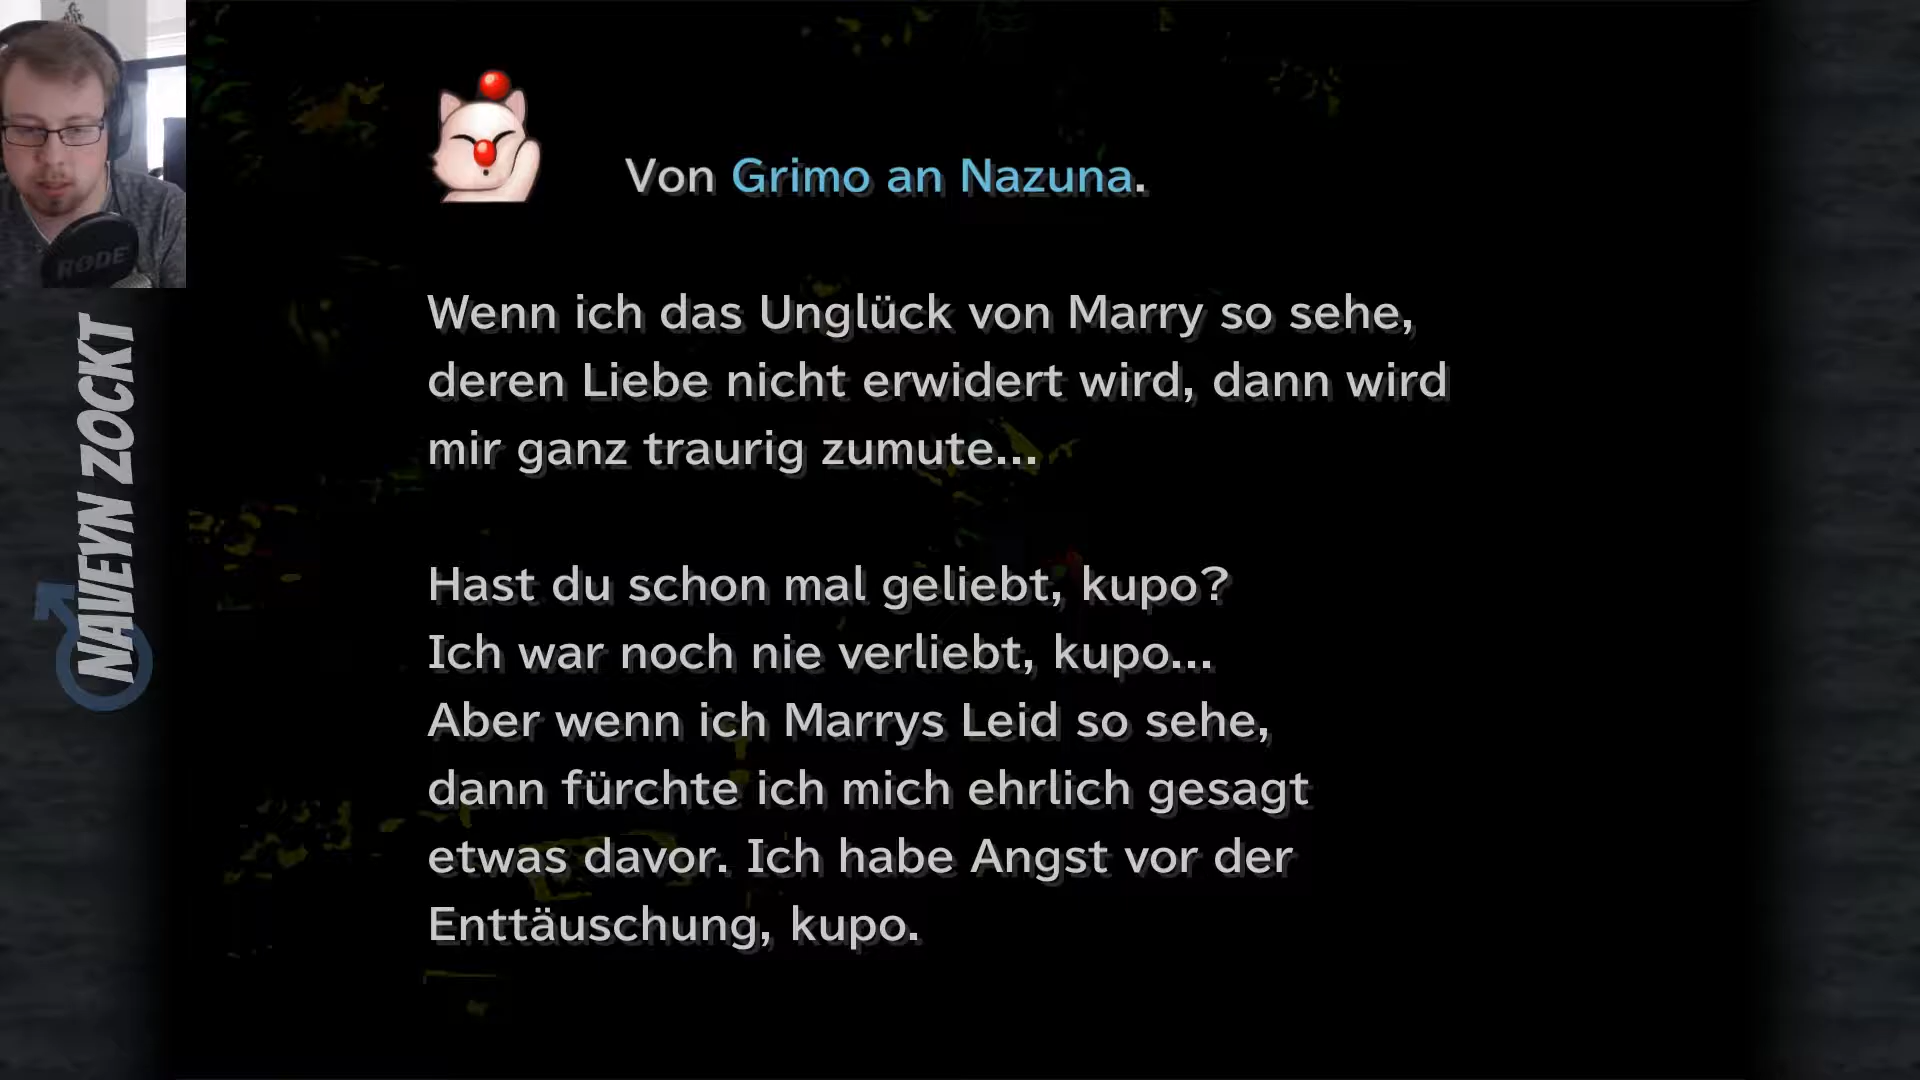 Von Grimo an Nazuna.
Wenn ich das Unglück von Marry so sehe,
deren Liebe nicht erwidert wird, dann wird
mir ganz traurig zumute...
Hast du schon mal geliebt, kupo?
Ich war noch nie verliebt, kupo...
Aber wenn ich Marrys Leid so sehe,
dann fürchte ich mich ehrlich gesagt
etwas davor. Ich habe Angst vor der
Enttäuschung, kupo.
RODE
NAVEYN ZOCKT